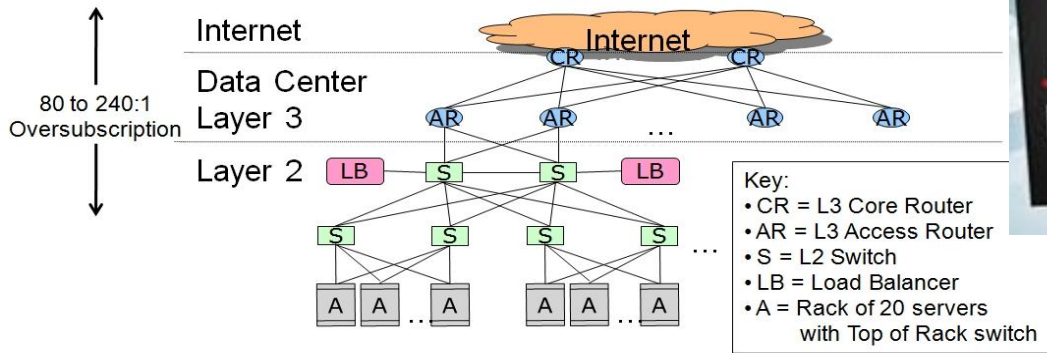 Internet
Internet
CR
CR
Data Center
80 to 240:1
Oversubscription
Layer 3
AR
AR
AR
AR
...
Layer 2
LB
S
S
LB
S
S
S
S
...
A
A
...
A
A
A
...
A
Key:
• CR = L3 Core Router
• AR = L3 Access Router
• S = L2 Switch
• LB = Load Balancer
• A = Rack of 20 servers
with Top of Rack switch